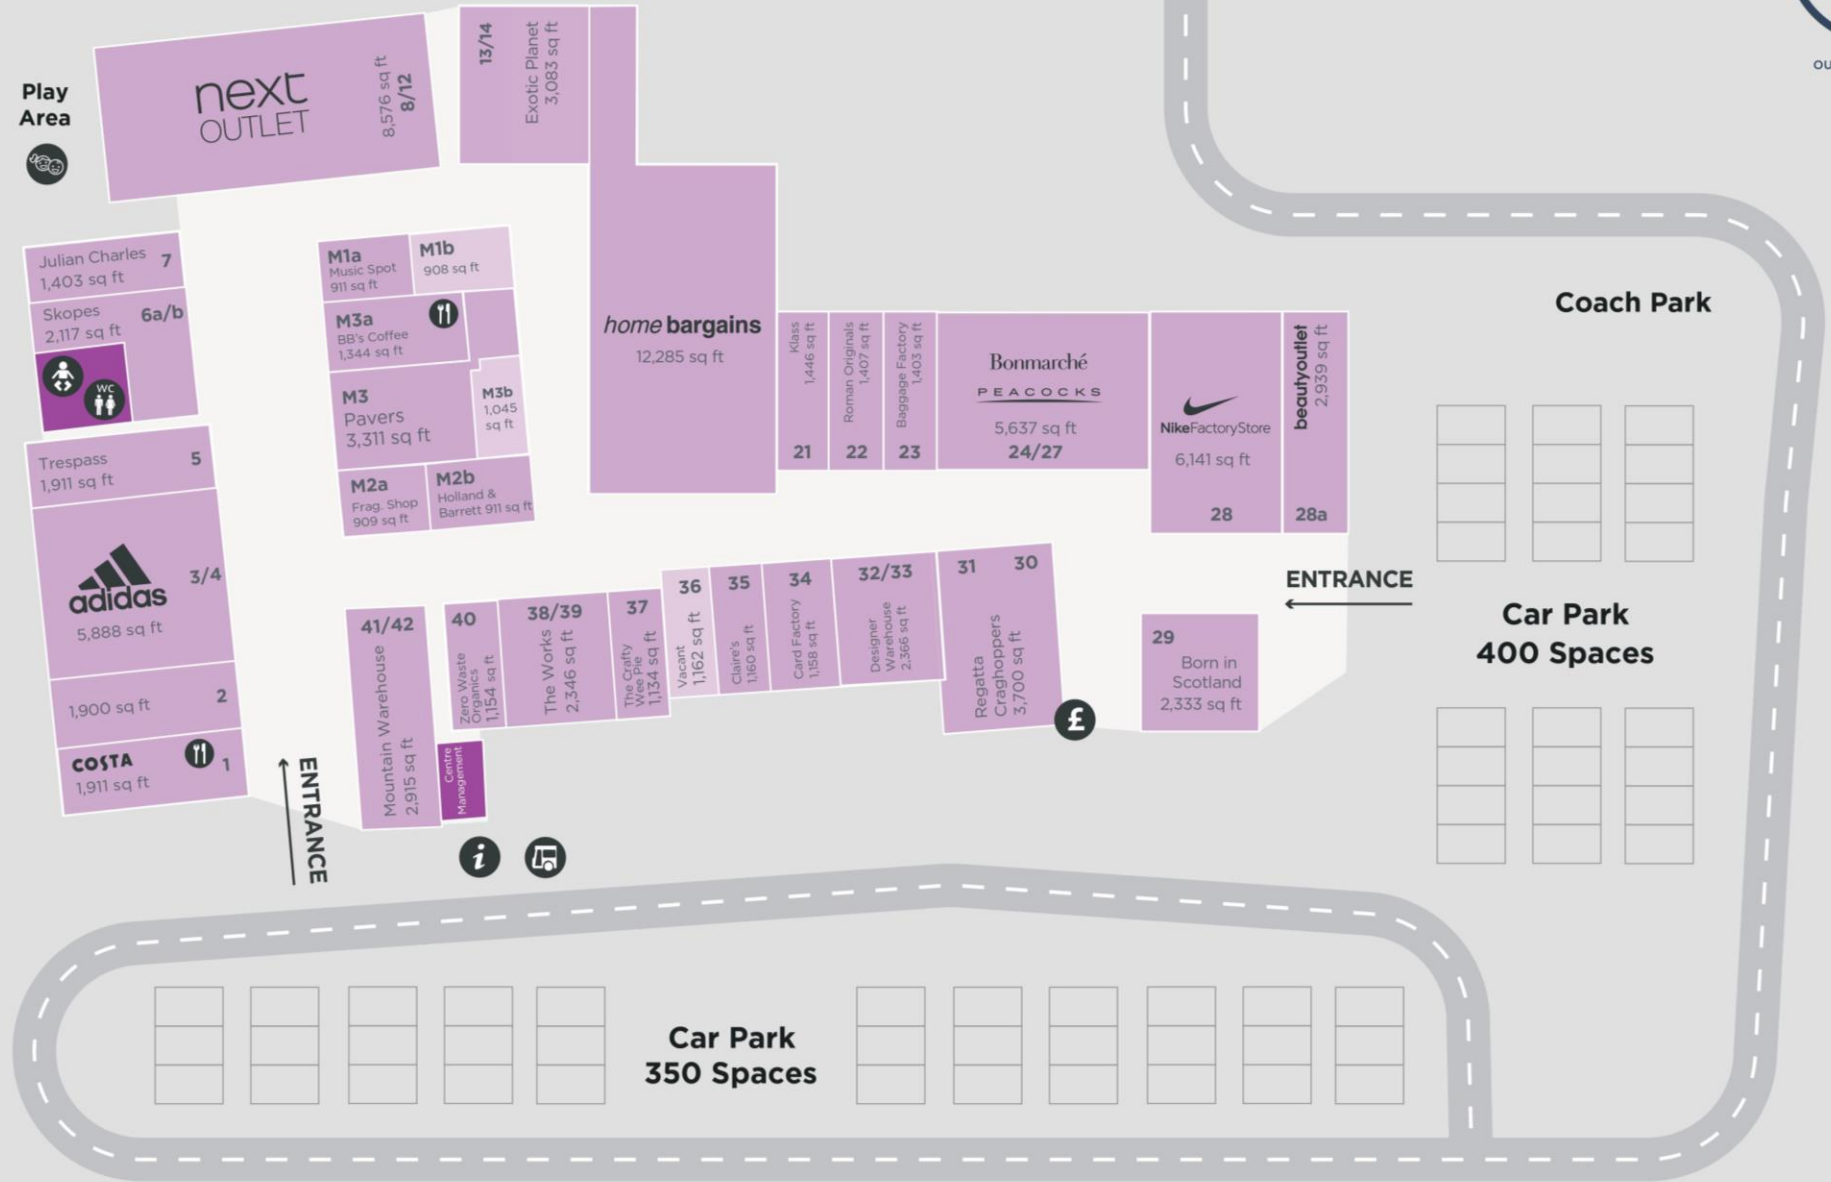 Play
Area
next
OUTLET
8,576 sq ft
8/12
13/14
Exotic Planet
3,083 sq ft
OU
Julian Charles
1,403 sq ft
7
Skopes
2,117 sq ft
6a/b
WC
M1a
Music Spot
911 sq ft
M1b
908 sq ft
M3a
BB's Coffee
1,344 sq ft
M3
Pavers
3,311 sq ft
M3b
1,045
sq ft
M2a
Frag. Shop
909 sq ft
M2b
Holland &
Barrett 911 sq ft
home bargains
12,285 sq ft
Klass
1,446 sq ft
21
Roman Originals
1,407 sq ft
22
Baggage Factory
1,403 sq ft
23
Bonmarché
PEACOCKS
5,637 sq ft
24/27
NikeFactoryStore
6,141 sq ft
28
beautyoutlet
2,939 sq ft
28a
Coach Park
Trespass
1,911 sq ft
5
adidas
5,888 sq ft
3/4
1,900 sq ft
2
COSTA
1,911 sq ft
1
ENTRANCE
41/42
Mountain Warehouse
2,915 sq ft
40
Zero Waste
Organics
1,154 sq ft
Centre
Management
38/39
The Works
2,346 sq ft
37
The Crafty
Wee Pie
1,134 sq ft
36
Vacant
1,162 sq ft
35
Claire's
1,160 sq ft
34
Card Factory
1,158 sq ft
32/33
Designer
Warehouse
2,366 sq ft
31
30
Regatta
Craghoppers
3,700 sq ft
£
29
Born in
Scotland
2,333 sq ft
ENTRANCE
Car Park
400 Spaces
i
Car Park
350 Spaces